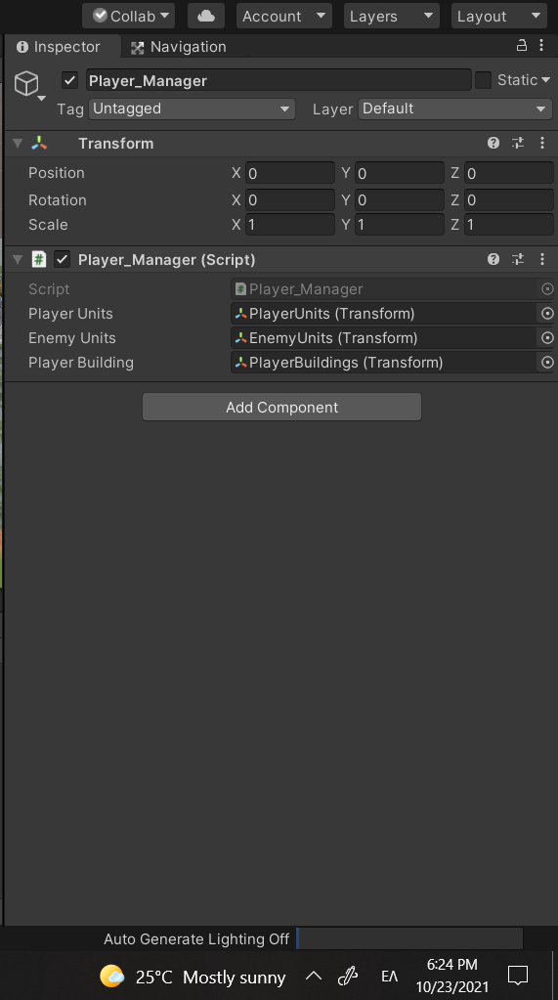 Collab Account Layers Layout
Inspector Navigation
Player_Manager Static
Tag Untagged Layer Default
Transform
Position X 0 Y 0 Z 0
Rotation X 0 Y 0 Z 0
Scale X 1 Y 1 Z 1
# Player_Manager (Script)
Script # Player_Manager
Player Units PlayerUnits (Transform)
Enemy Units EnemyUnits (Transform)
Player Building PlayerBuildings (Transform)
Add Component
Auto Generate Lighting Off
25°C Mostly sunny ΕΛ 6:24 PM
10/23/2021